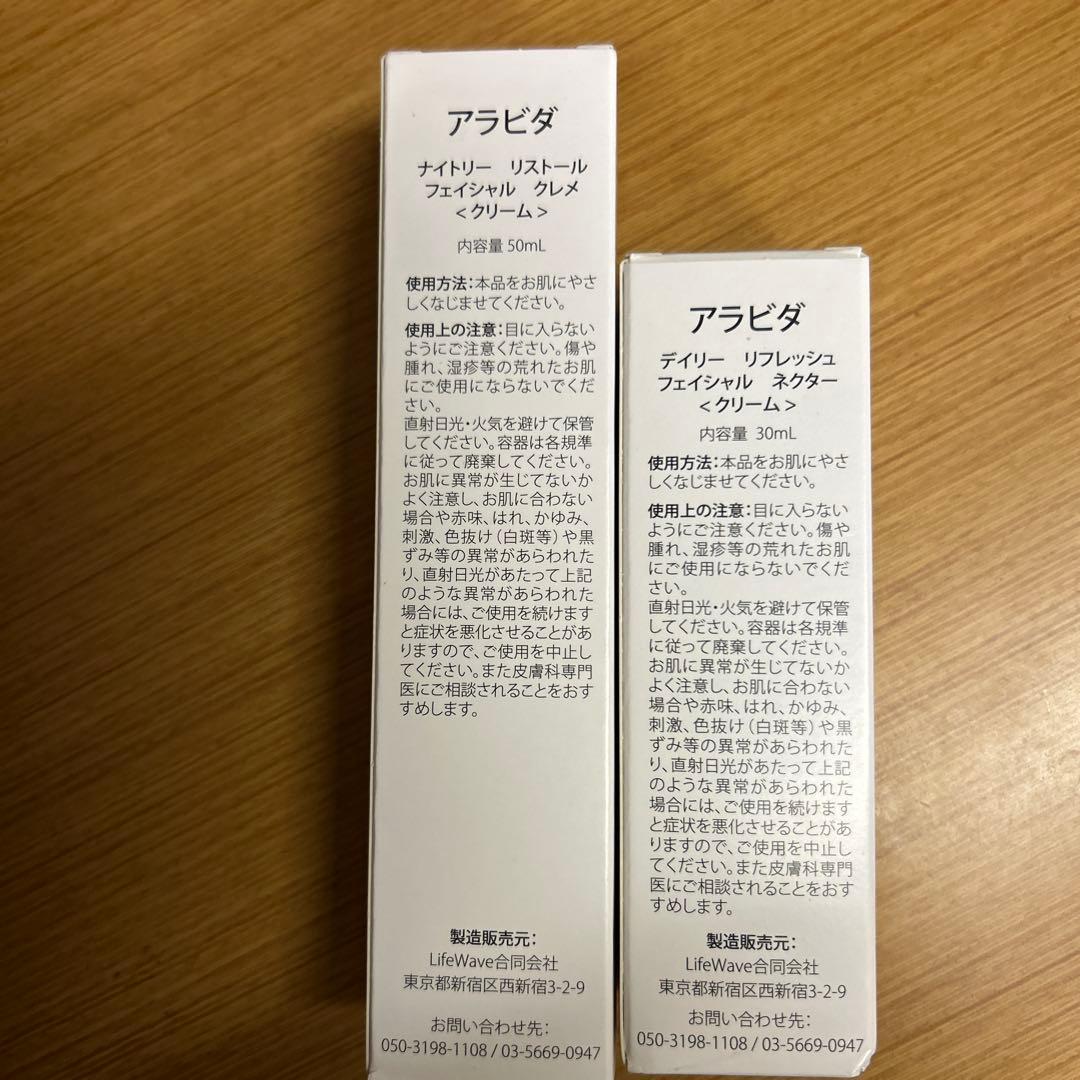 アラビダ
ナイトリー　リストール
フェイシャル　クレメ
＜クリーム＞
内容量 50mL
使用方法：本品をお肌にやさ
しくなじませてください。
使用上の注意：目に入らない
ようにご注意ください。傷や
腫れ、湿疹等の荒れたお肌
にご使用にならないでくだ
さい。
直射日光・火気を避けて保管
してください。容器は各規準
に従って廃棄してください。
お肌に異常が生じてないか
よく注意し、お肌に合わない
場合や赤味、はれ、かゆみ、
刺激、色抜け（白斑等）や黒
ずみ等の異常があらわれた
り、直射日光があたって上記
のような異常があらわれた
場合には、ご使用を続けます
と症状を悪化させることがあ
りますので、ご使用を中止し
てください。また皮膚科専門
医にご相談されることをおす
すめします。
製造販売元：
LifeWave合同会社
東京都新宿区西新宿3-2-9
お問い合わせ先：
050-3198-1108 / 03-5669-0947
アラビダ
デイリー　リフレッシュ
フェイシャル　ネクター
＜クリーム＞
内容量 30mL
使用方法：本品をお肌にやさ
しくなじませてください。
使用上の注意：目に入らない
ようにご注意ください。傷や
腫れ、湿疹等の荒れたお肌
にご使用にならないでくだ
さい。
直射日光・火気を避けて保管
してください。容器は各規準
に従って廃棄してください。
お肌に異常が生じてないか
よく注意し、お肌に合わない
場合や赤味、はれ、かゆみ、
刺激、色抜け（白斑等）や黒
ずみ等の異常があらわれた
り、直射日光があたって上記
のような異常があらわれた
場合には、ご使用を続けます
と症状を悪化させることがあ
りますので、ご使用を中止し
てください。また皮膚科専門
医にご相談されることをおす
すめします。
製造販売元：
LifeWave合同会社
東京都新宿区西新宿3-2-9
お問い合わせ先：
050-3198-1108 / 03-5669-0947